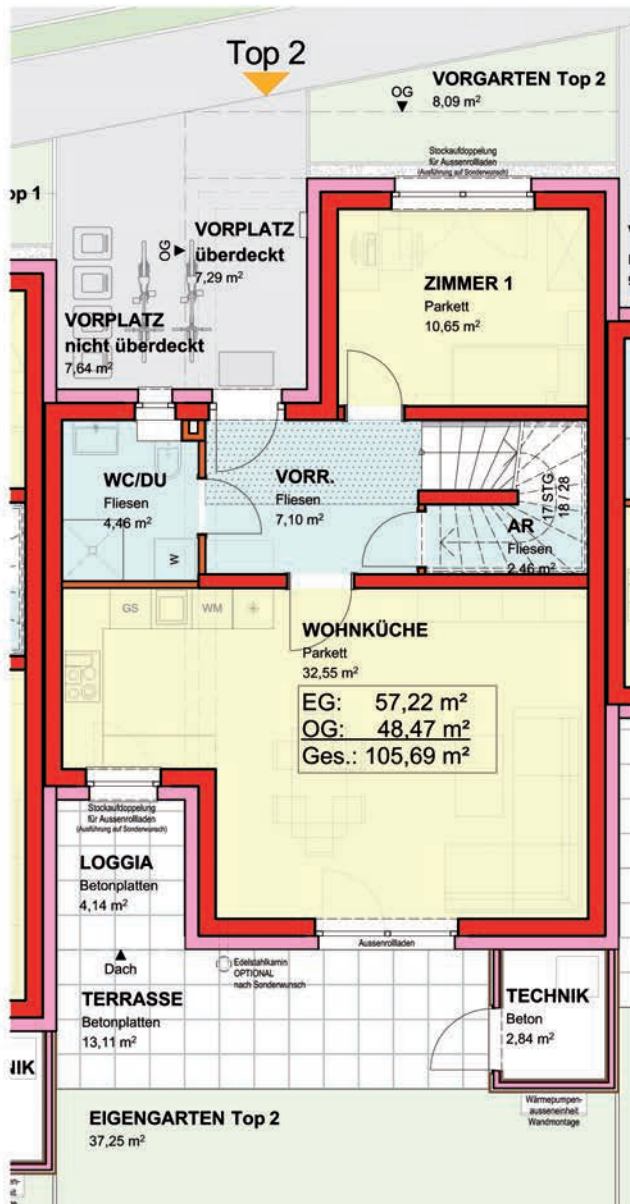 Top 2
VORGARTEN Top 2
8,09 m²
OG
Stockaufdoppelung
für Aussenrollladen
(Ausführung auf Sonderwunsch)
op 1
VORPLATZ
überdeckt
7,29 m²
OG
ZIMMER 1
Parkett
10,65 m²
VORPLATZ
nicht überdeckt
7,64 m²
WC/DU
Fliesen
4,46 m²
W
VORR.
Fliesen
7,10 m²
17 STG
18 / 28
AR
Fliesen
2,46 m²
GS
WM
WOHNKÜCHE
Parkett
32,55 m²
EG: 57,22 m²
OG: 48,47 m²
Ges.: 105,69 m²
Stockaufdoppelung
für Aussenrollladen
(Ausführung auf Sonderwunsch)
LOGGIA
Betonplatten
4,14 m²
Aussenrollladen
Dach
Edelstahlkamin
OPTIONAL
nach Sonderwunsch
TERRASSE
Betonplatten
13,11 m²
TECHNIK
Beton
2,84 m²
NIK
Wärmepumpen-
ausseneinheit
Wandmontage
EIGENGARTEN Top 2
37,25 m²